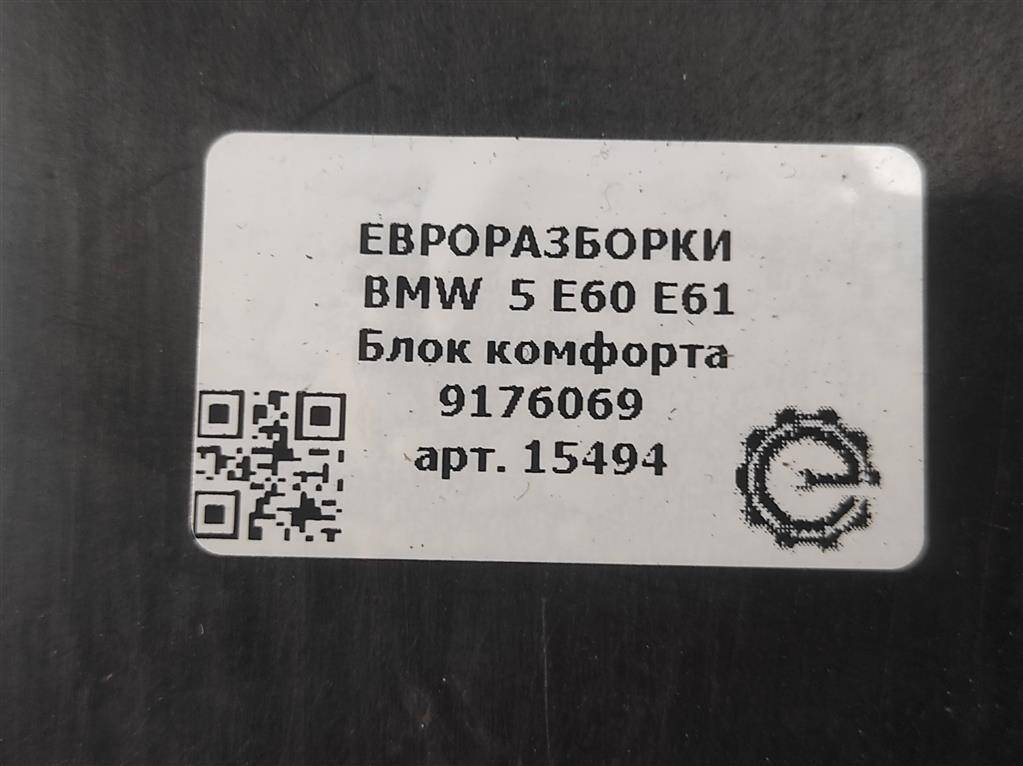 ЕВРОРАЗБОРКИ
BMW 5 E60 E61
Блок комфорта
9176069
арт. 15494